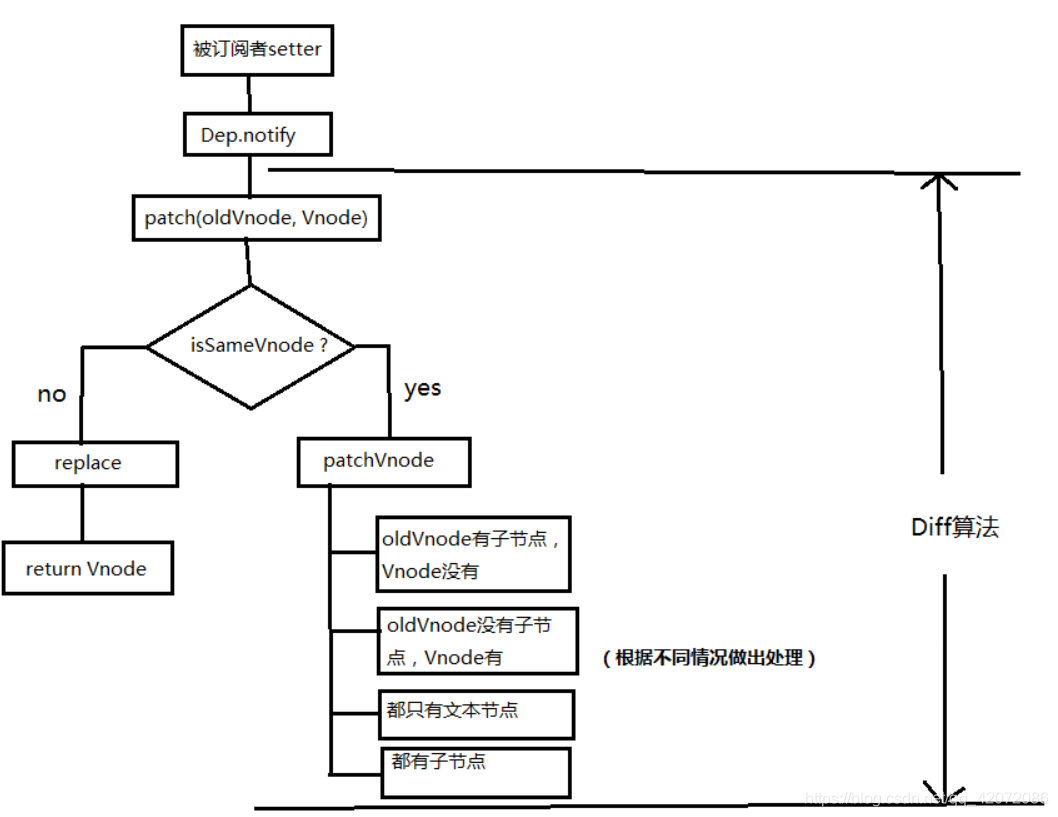 被订阅者setter
Dep.notify
patch(oldVnode, Vnode)
isSameVnode ?
no
yes
replace
patchVnode
return Vnode
oldVnode有子节点，
Vnode没有
oldVnode没有子节
点，Vnode有
都只有文本节点
都有子节点
（根据不同情况做出处理）
Diff算法
https://blog.csdn.net/qq_42072086